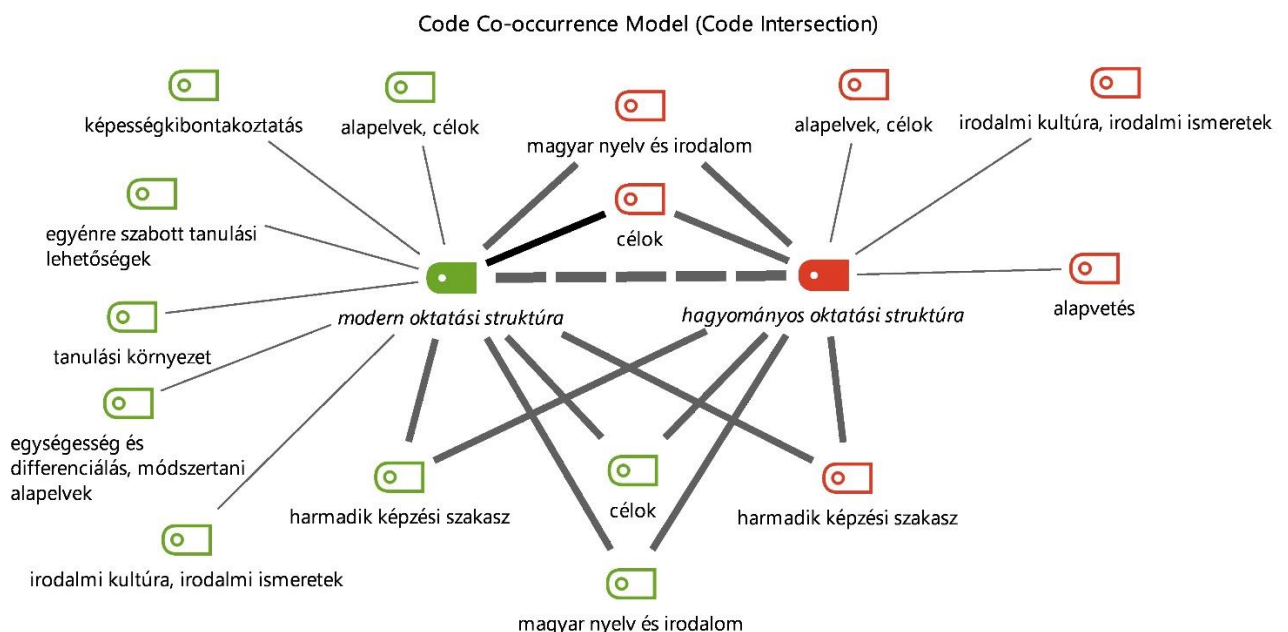 Code Co-occurrence Model (Code Intersection)
képességkibontakoztatás
alapelvek, célok
magyar nyelv és irodalom
alapelvek, célok
irodalmi kultúra, irodalmi ismeretek
egyénre szabott tanulási
lehetőségek
célok
modern oktatási struktúra
hagyományos oktatási struktúra
alapvetés
tanulási környezet
egységesség és
differenciálás, módszertani
alapelvek
harmadik képzési szakasz
célok
harmadik képzési szakasz
irodalmi kultúra, irodalmi ismeretek
magyar nyelv és irodalom